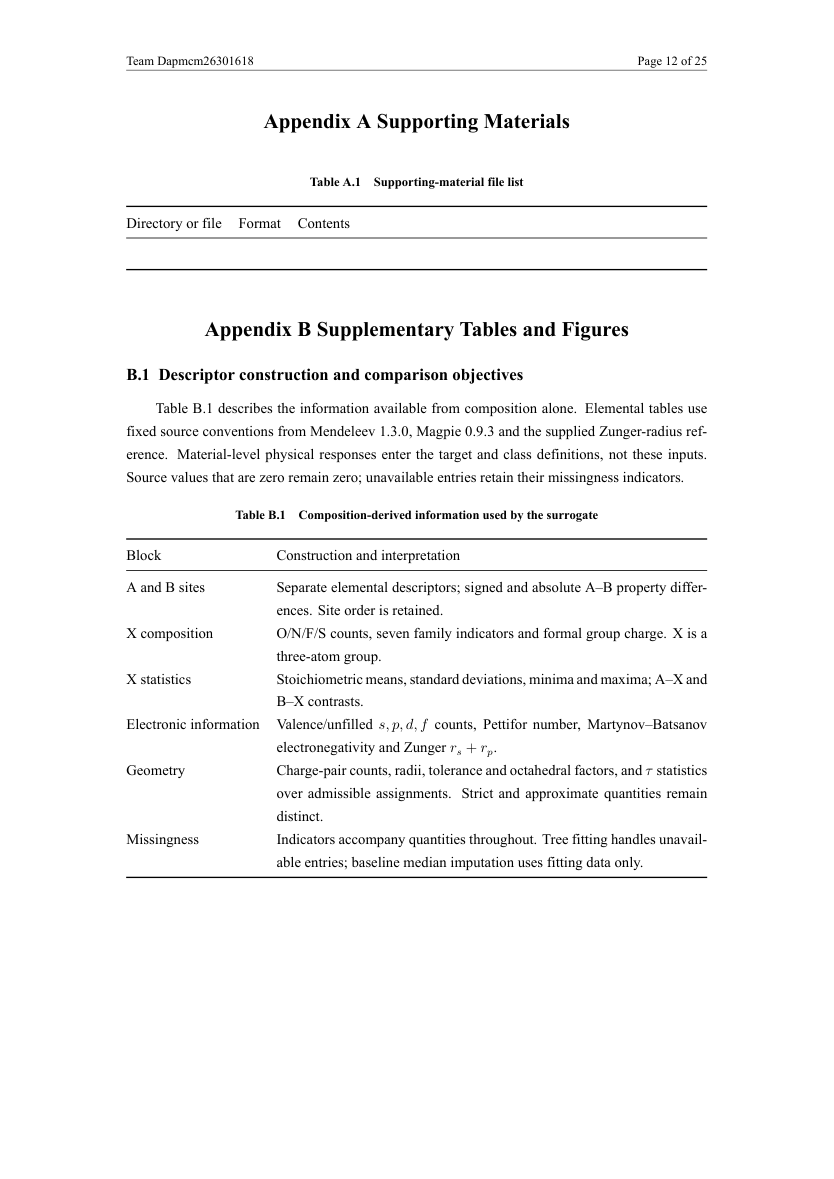 Team Dapmcm26301618 Page 12 of 25
Appendix A Supporting Materials
Table A.1 Supporting-material file list
Directory or file Format Contents
Appendix B Supplementary Tables and Figures
B.1 Descriptor construction and comparison objectives
Table B.1 describes the information available from composition alone. Elemental tables use
fixed source conventions from Mendeleev 1.3.0, Magpie 0.9.3 and the supplied Zunger-radius ref-
erence. Material-level physical responses enter the target and class definitions, not these inputs.
Source values that are zero remain zero; unavailable entries retain their missingness indicators.
Table B.1 Composition-derived information used by the surrogate
Block Construction and interpretation
A and B sites Separate elemental descriptors; signed and absolute A–B property differ-
ences. Site order is retained.
X composition O/N/F/S counts, seven family indicators and formal group charge. X is a
three-atom group.
X statistics Stoichiometric means, standard deviations, minima and maxima; A–X and
B–X contrasts.
Electronic information Valence/unfilled s, p, d, f counts, Pettifor number, Martynov–Batsanov
electronegativity and Zunger r_s + r_p.
Geometry Charge-pair counts, radii, tolerance and octahedral factors, and τ statistics
over admissible assignments. Strict and approximate quantities remain
distinct.
Missingness Indicators accompany quantities throughout. Tree fitting handles unavail-
able entries; baseline median imputation uses fitting data only.